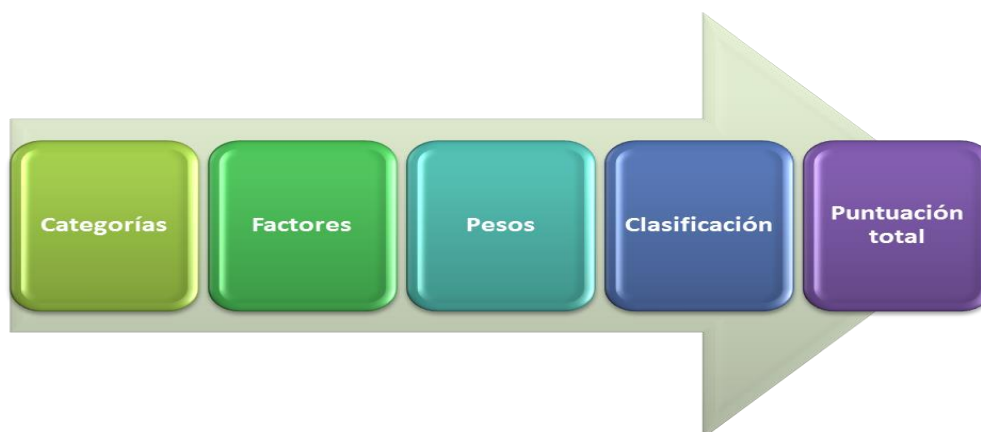 Categorías
Factores
Pesos
Clasificación
Puntuación
total